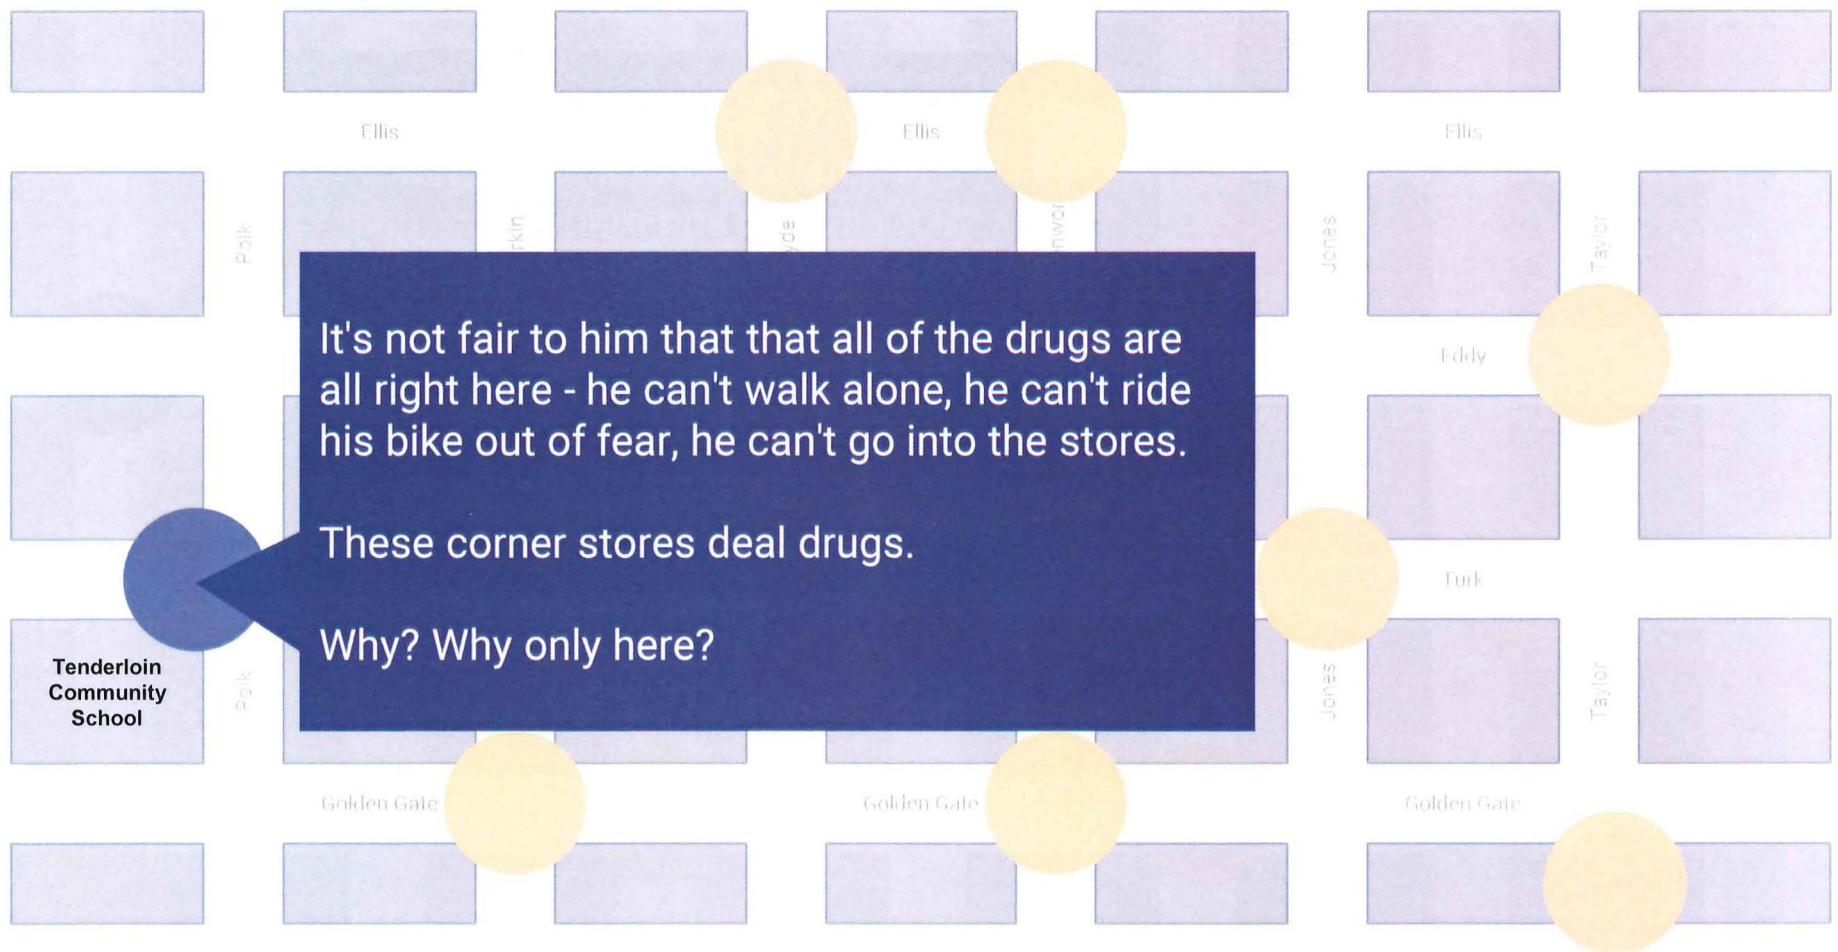 Ellis
Ellis
Ellis
Polk
rkin
yde
enwor
Jones
Taylor
It's not fair to him that that all of the drugs are
all right here - he can't walk alone, he can't ride
his bike out of fear, he can't go into the stores.
Eddy
These corner stores deal drugs.
Turk
Why? Why only here?
Tenderloin
Community
School
Polk
Jones
Taylor
Golden Gate
Golden Gate
Golden Gate